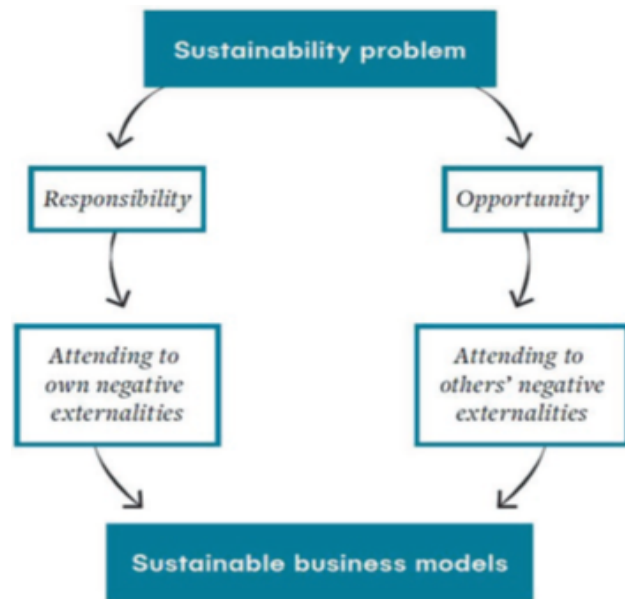 Sustainability problem
Responsibility
Opportunity
Attending to
own negative
externalities
Attending to
others’ negative
externalities
Sustainable business models